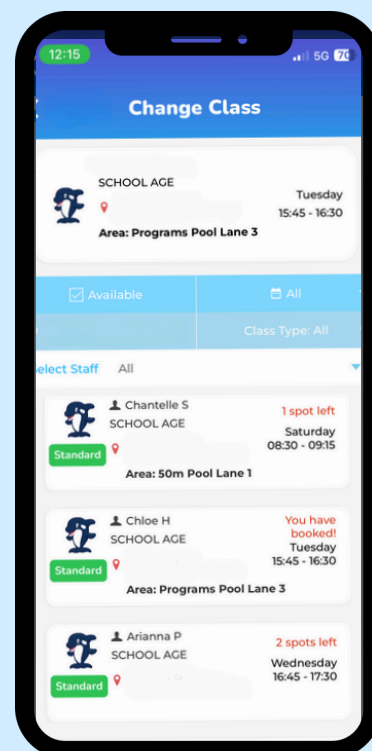 12:15
5G 70
Change Class
SCHOOL AGE
Tuesday
15:45 - 16:30
Area: Programs Pool Lane 3
Available
All
Class Type: All
elect Staff All
Chantelle S
SCHOOL AGE
1 spot left
Saturday
08:30 - 09:15
Standard
Area: 50m Pool Lane 1
Chloe H
SCHOOL AGE
You have
booked!
Tuesday
15:45 - 16:30
Standard
Area: Programs Pool Lane 3
Arianna P
SCHOOL AGE
2 spots left
Wednesday
16:45 - 17:30
Standard